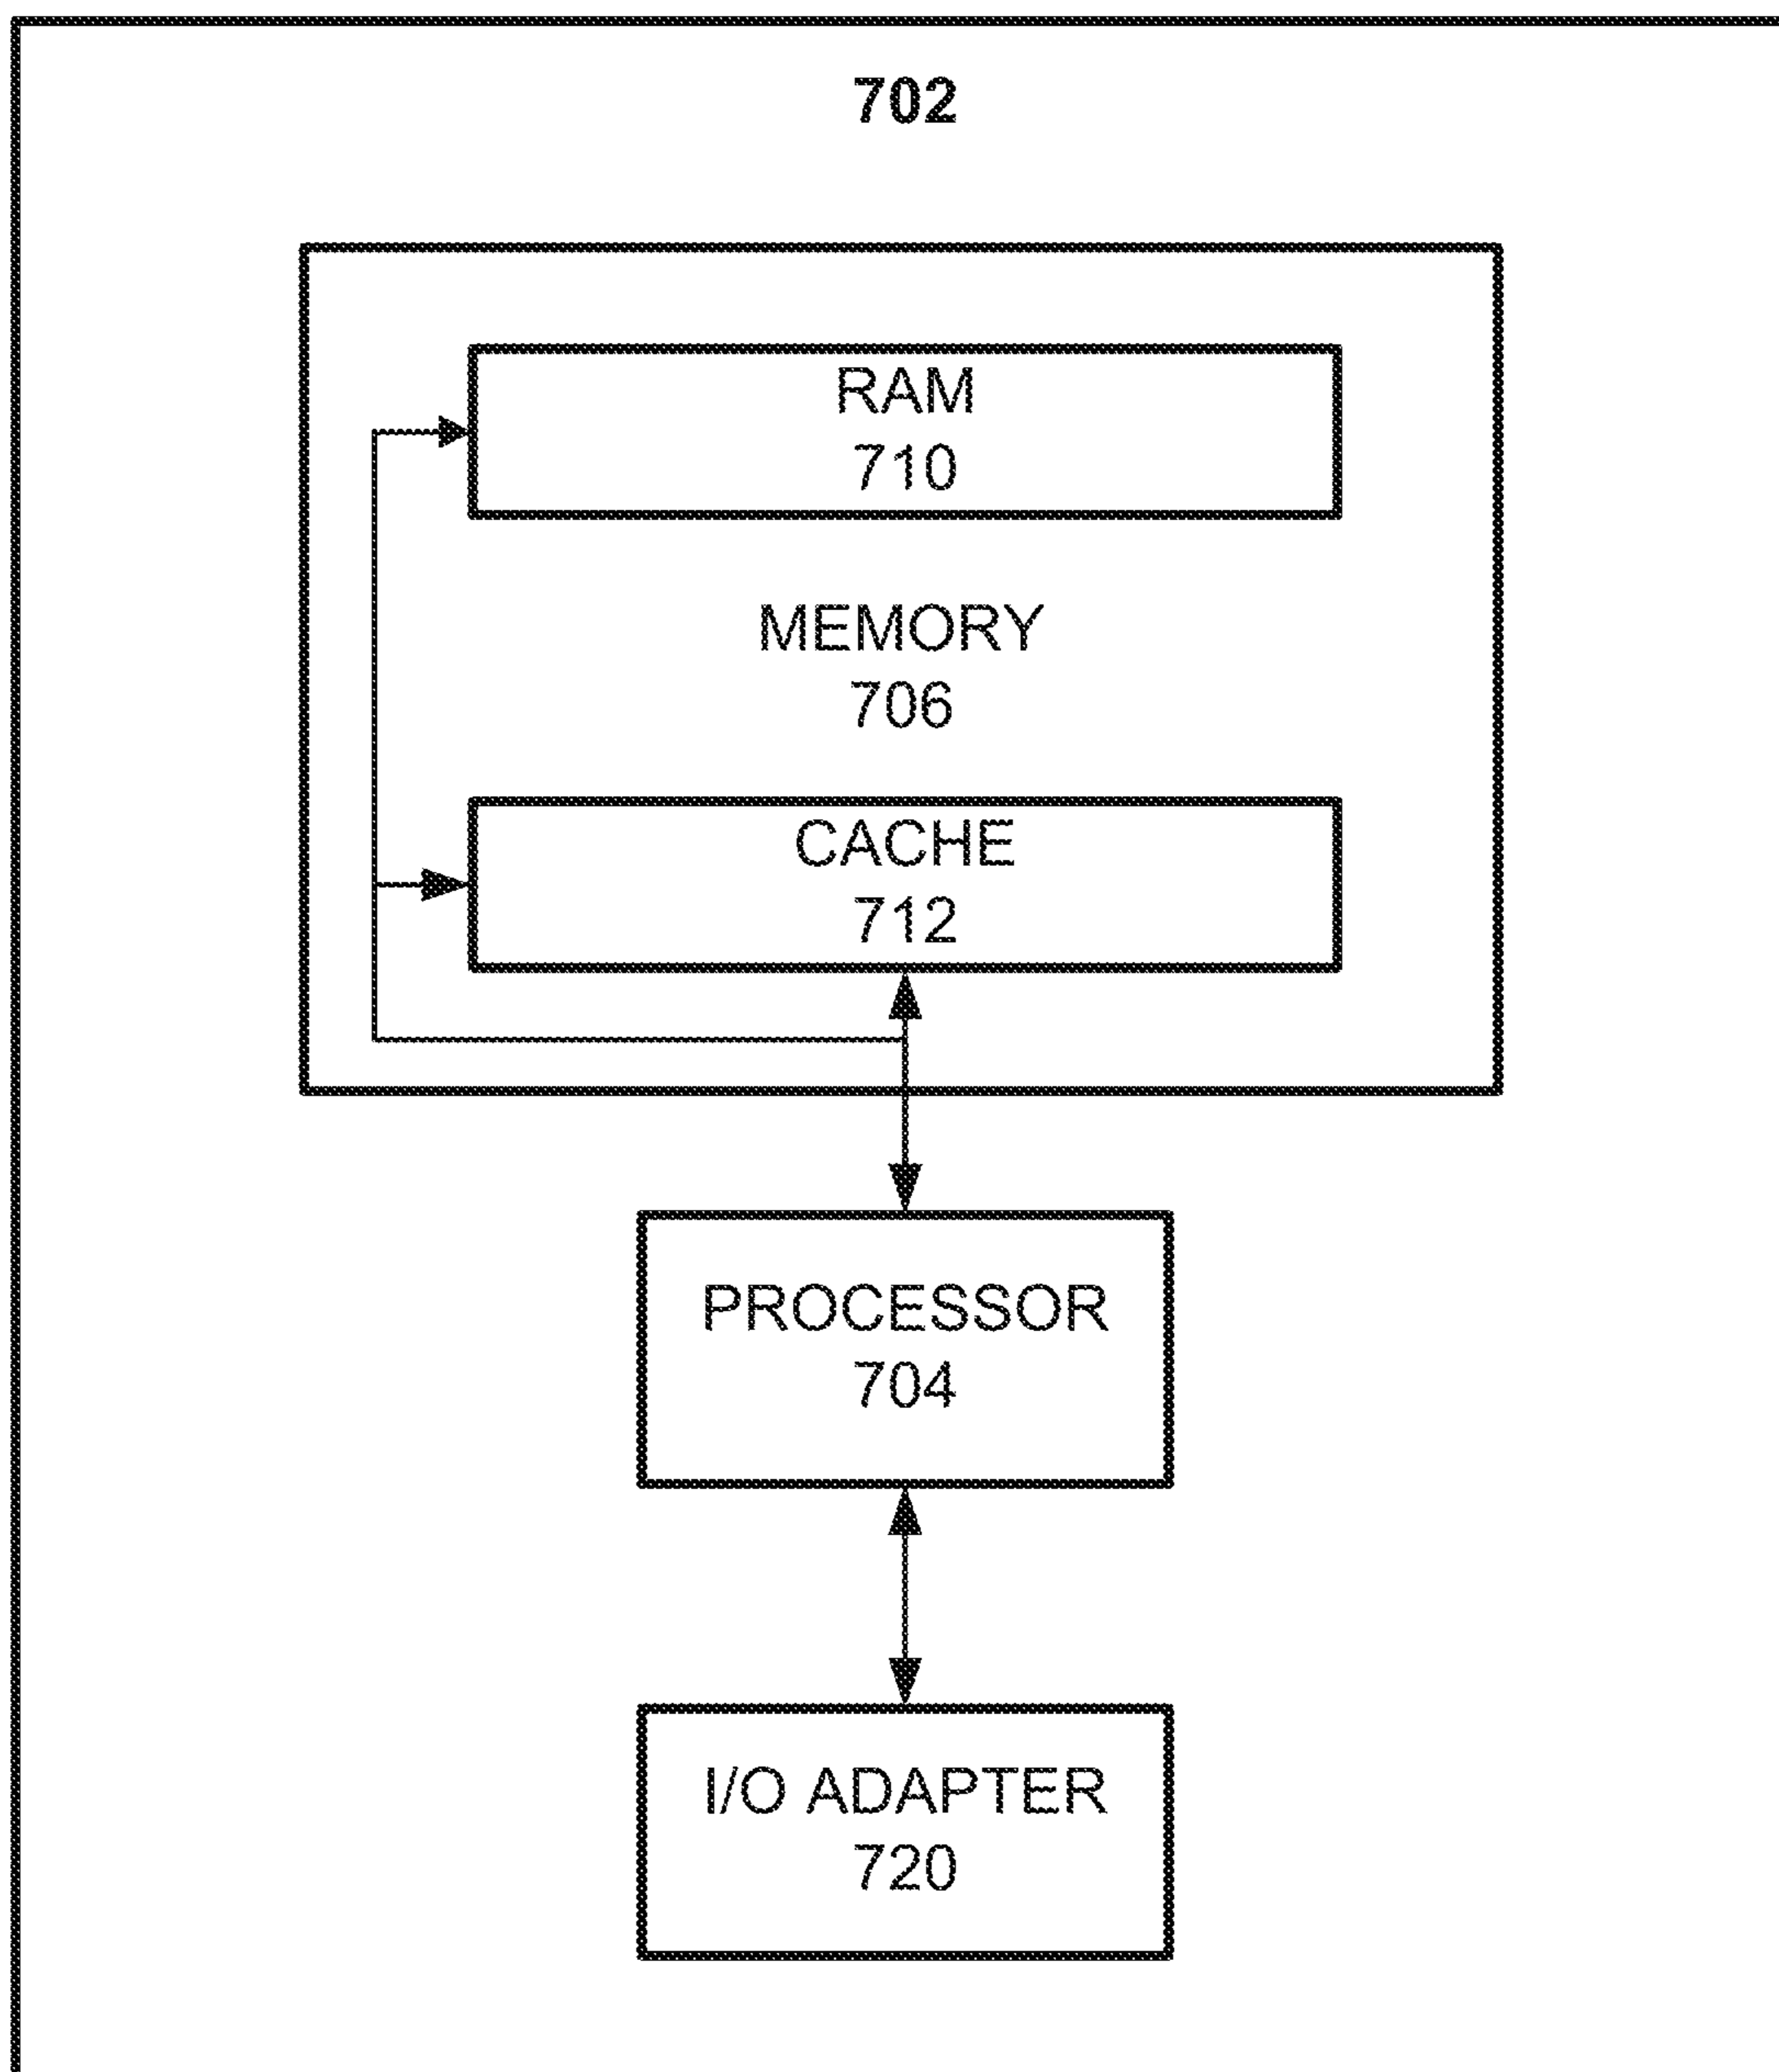 702
RAM
710
MEMORY
706
CACHE
712
PROCESSOR
704
I/O ADAPTER
720